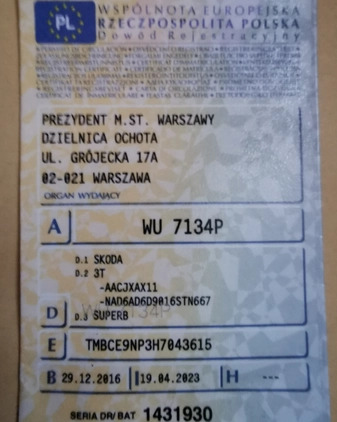 PL
WSPÓLNOTA EUROPEJSKA
RZECZPOSPOLITA POLSKA
Dowód Rejestracyjny
PREZYDENT M.ST. WARSZAWY
DZIELNICA OCHOTA
UL. GRÓJECKA 17A
02-021 WARSZAWA
ORGAN WYDAJĄCY
A WU 7134P
D.1 SKODA
D.2 3T
-AACJXAX11
-NAD6AD6D9016STN667
D D.3 SUPERB
E TMBCE9NP3H7043615
B 29.12.2016 I 19.04.2023 H ---
SERIA DR/BAT 1431930